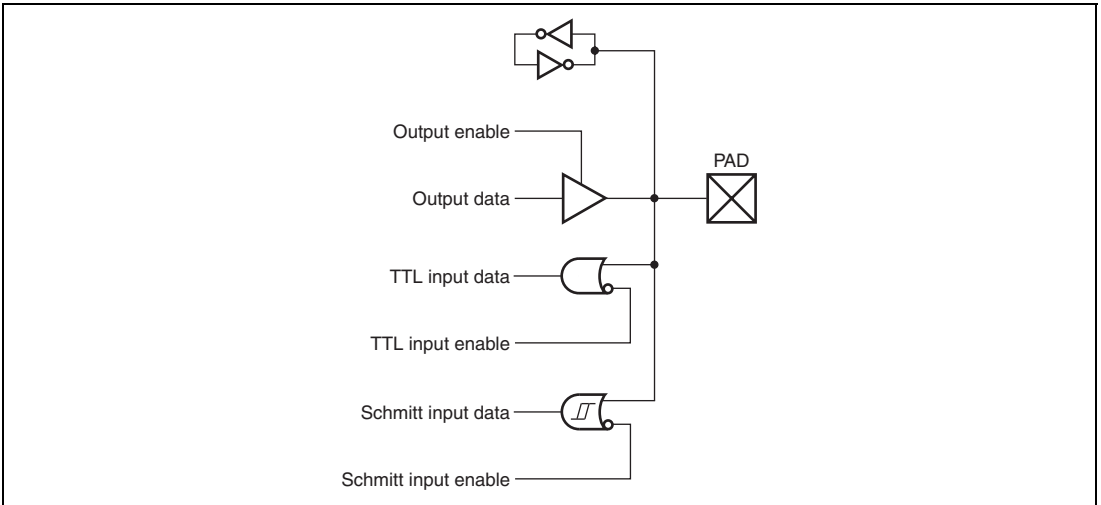 Output enable
PAD
Output data
TTL input data
TTL input enable
Schmitt input data
Schmitt input enable